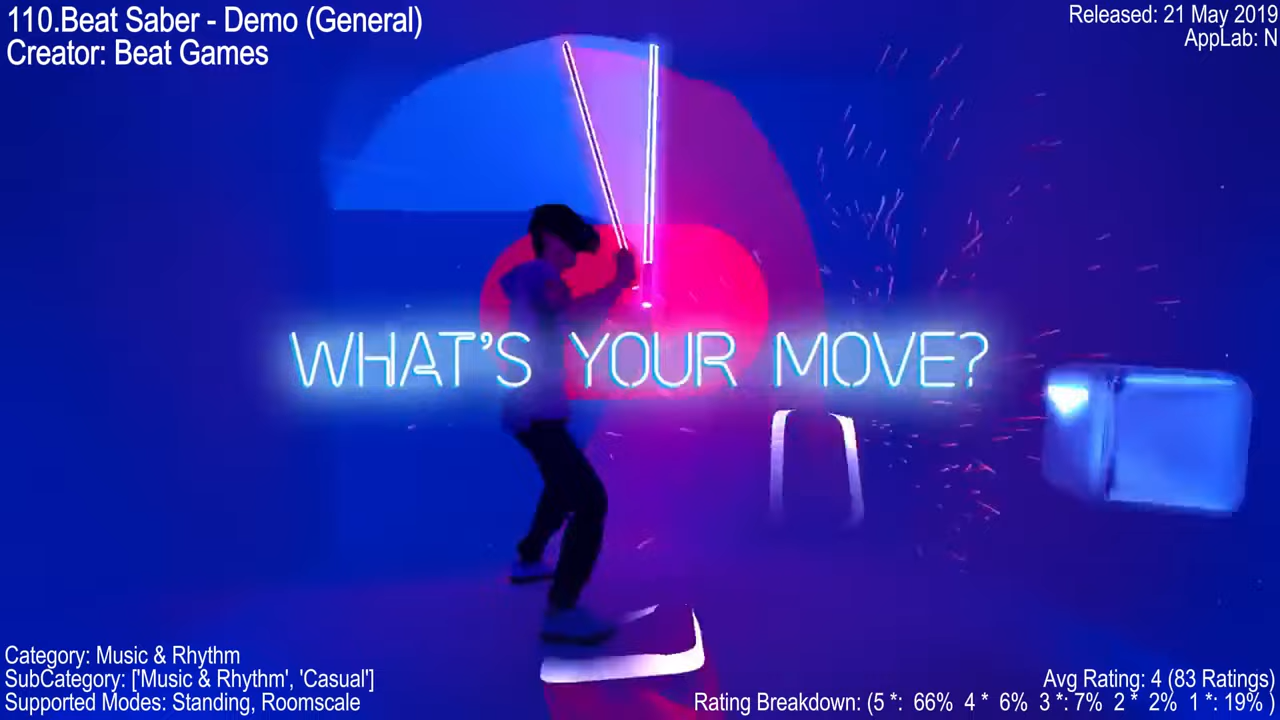 110.Beat Saber - Demo (General)
Creator: Beat Games
Released: 21 May 2019
AppLab: N
WHAT'S YOUR MOVE?
Category: Music & Rhythm
SubCategory: ['Music & Rhythm', 'Casual']
Supported Modes: Standing, Roomscale
Avg Rating: 4 (83 Ratings)
Rating Breakdown: (5 *: 66% 4 * 6% 3 *: 7% 2 * 2% 1 *: 19% )